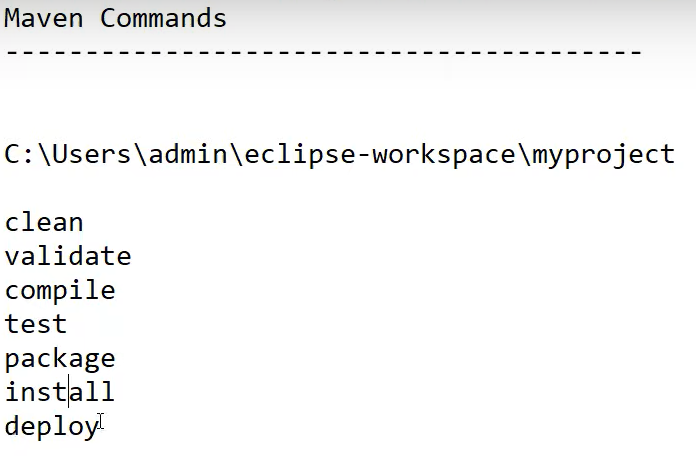 Maven Commands
----------------------------------------
C:\Users\admin\eclipse-workspace\myproject
clean
validate
compile
test
package
install
deploy